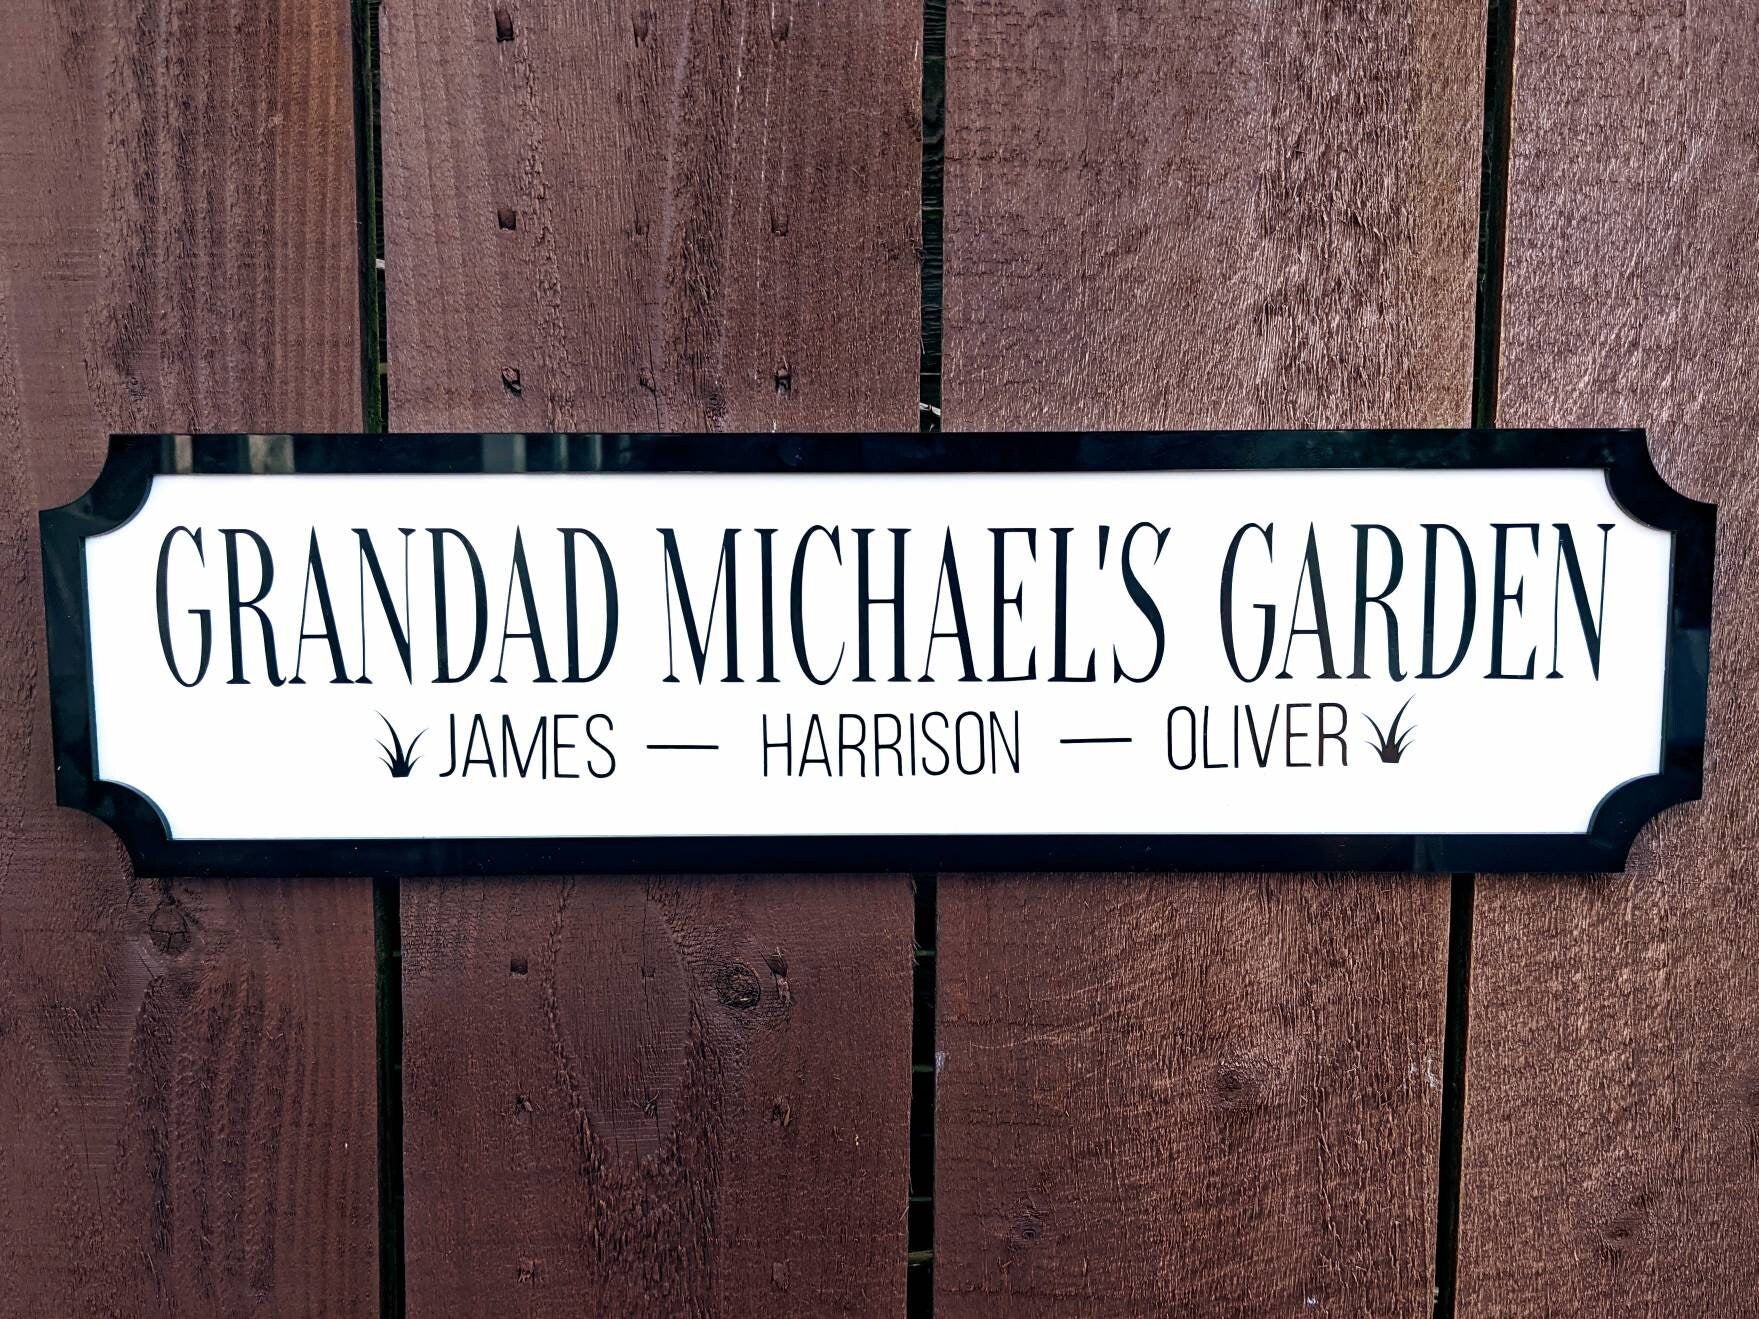 GRANDAD MICHAEL'S GARDEN
JAMES — HARRISON — OLIVER